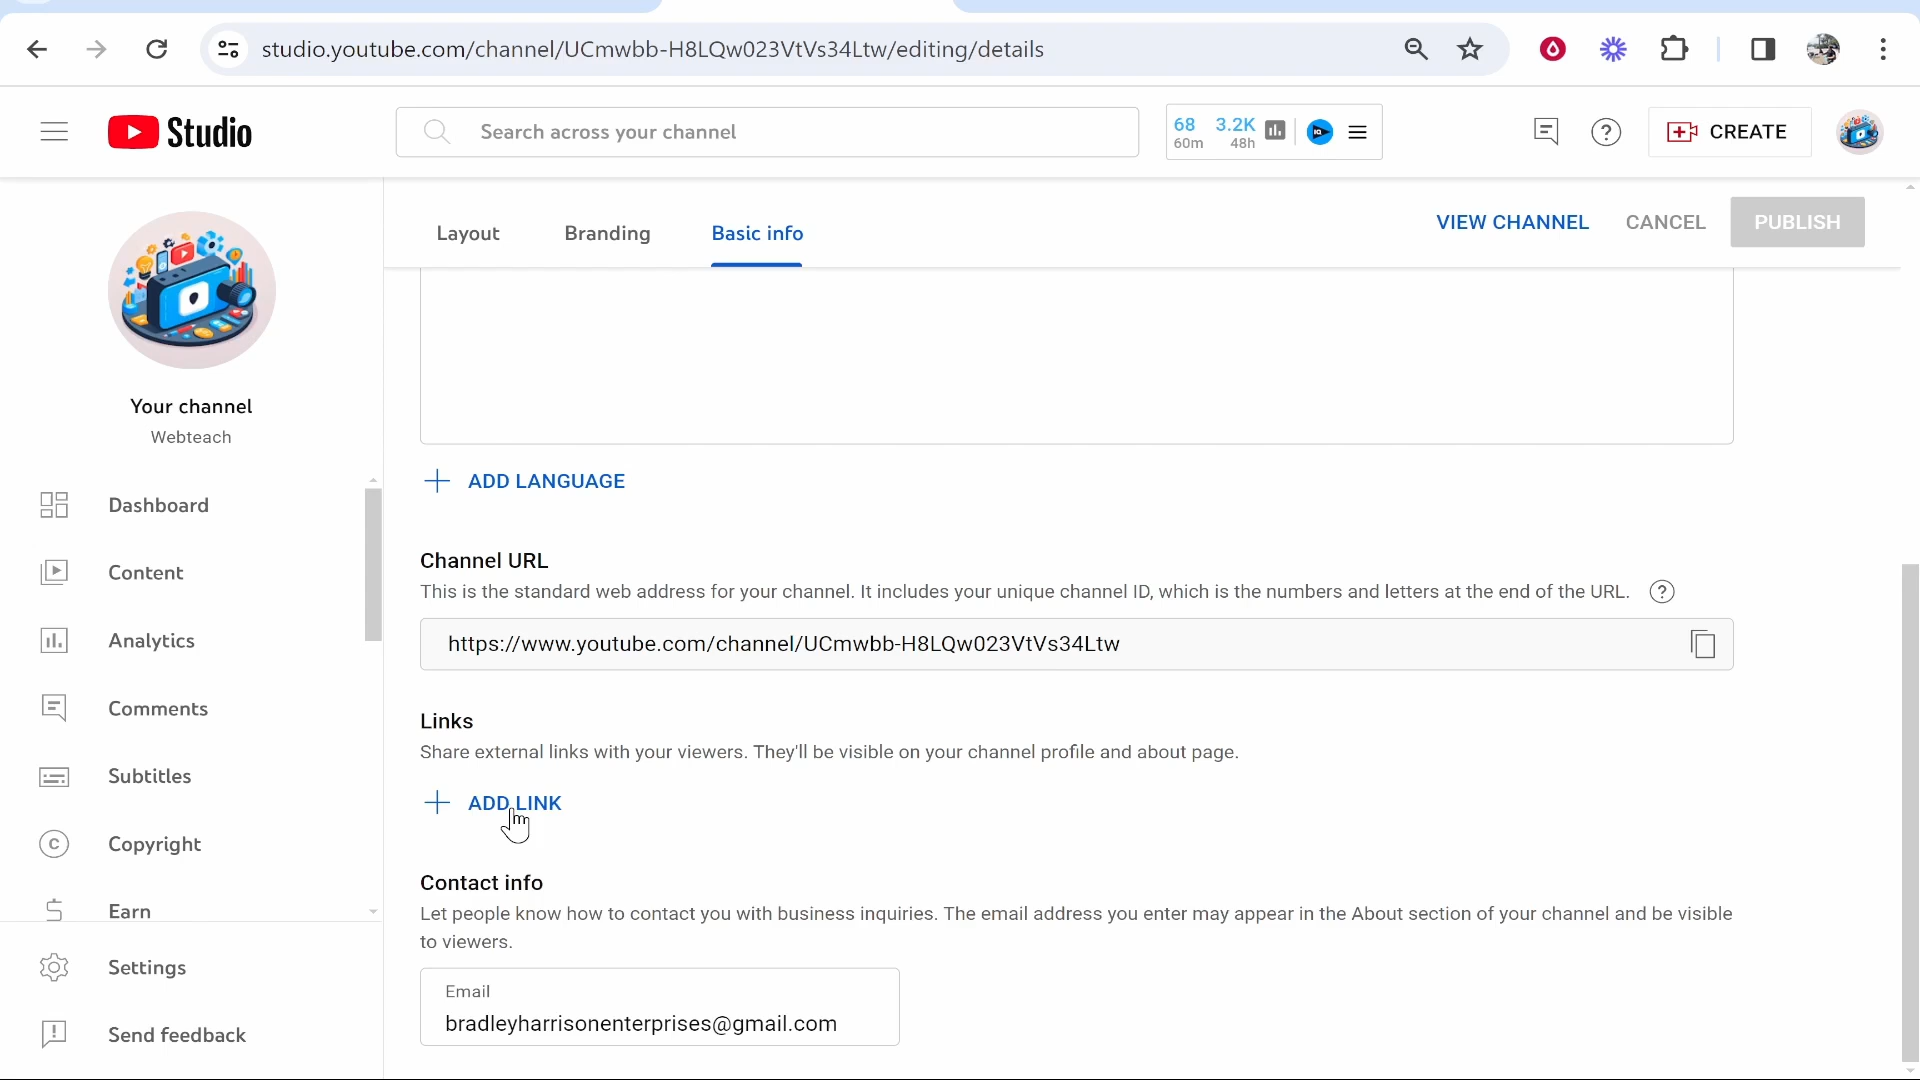 studio.youtube.com/channel/UCmwbb-H8LQw023VtVs34Ltw/editing/details
Studio
Search across your channel
68 3.2K
60m 48h
IQ
CREATE
Layout Branding Basic info
VIEW CHANNEL CANCEL PUBLISH
Your channel
Webteach
Dashboard
Content
Analytics
Comments
Subtitles
Copyright
Earn
Settings
Send feedback
ADD LANGUAGE
Channel URL
This is the standard web address for your channel. It includes your unique channel ID, which is the numbers and letters at the end of the URL.
https://www.youtube.com/channel/UCmwbb-H8LQw023VtVs34Ltw
Links
Share external links with your viewers. They'll be visible on your channel profile and about page.
ADD LINK
Contact info
Let people know how to contact you with business inquiries. The email address you enter may appear in the About section of your channel and be visible
to viewers.
Email
bradleyharrisonenterprises@gmail.com